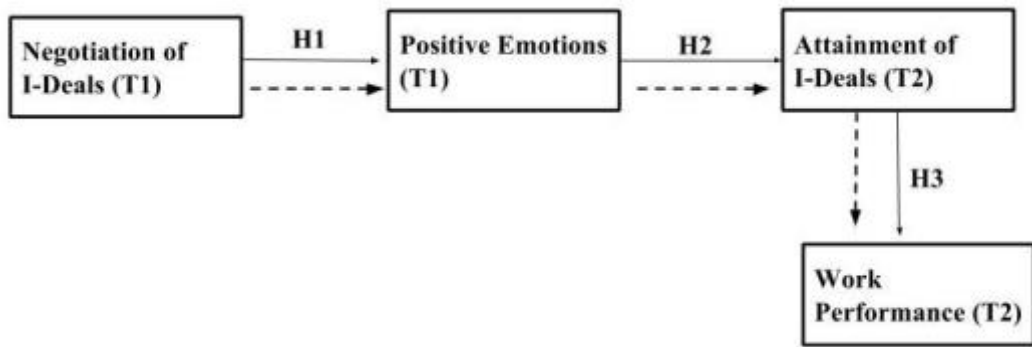 Negotiation of
I-Deals (T1)
H1
Positive Emotions
(T1)
H2
Attainment of
I-Deals (T2)
H3
Work
Performance (T2)